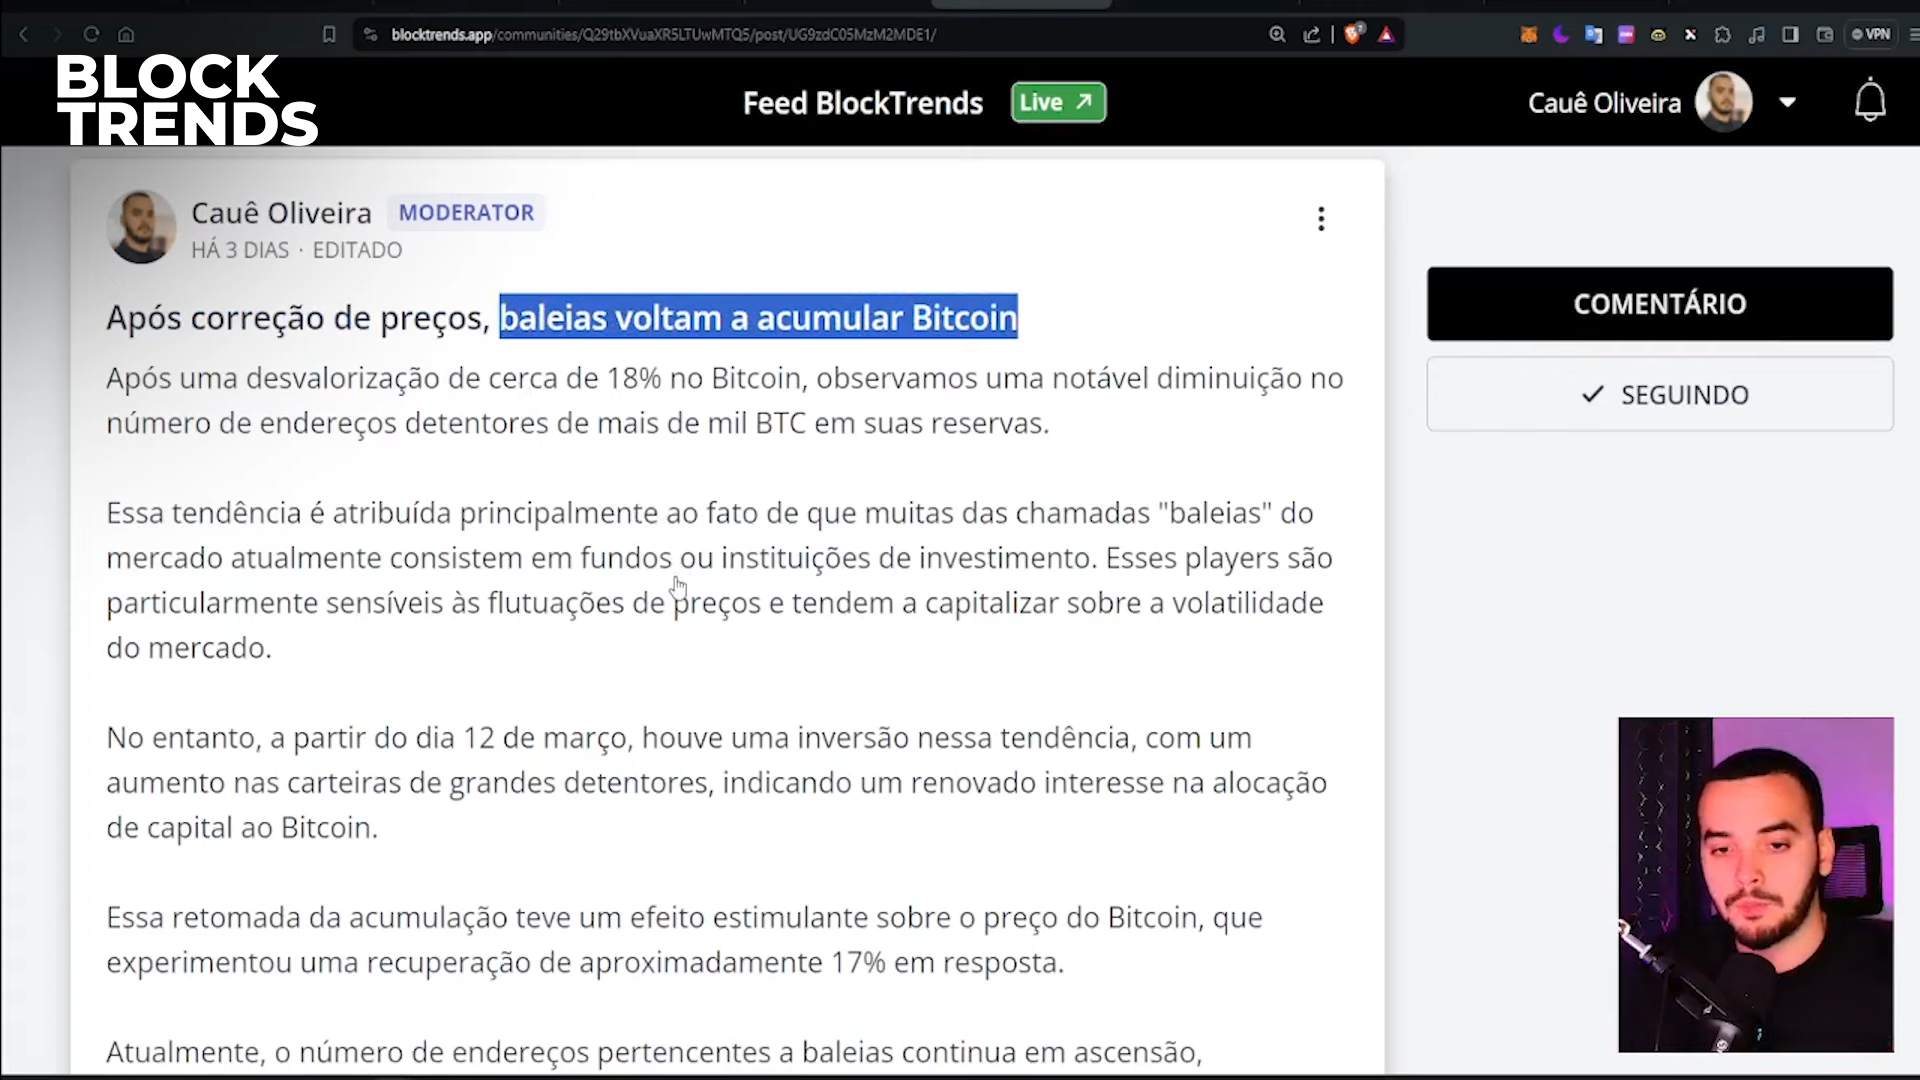 blocktrends.app/communities/Q29tbXVuaXR5LTUwMTQ5/post/UG9zdC05MzM2MDE1/
VPN
BLOCK
TRENDS
Feed BlockTrends
Live
Cauê Oliveira
Cauê Oliveira MODERATOR
HÁ 3 DIAS · EDITADO
Após correção de preços, baleias voltam a acumular Bitcoin
Após uma desvalorização de cerca de 18% no Bitcoin, observamos uma notável diminuição no
número de endereços detentores de mais de mil BTC em suas reservas.
Essa tendência é atribuída principalmente ao fato de que muitas das chamadas "baleias" do
mercado atualmente consistem em fundos ou instituições de investimento. Esses players são
particularmente sensíveis às flutuações de preços e tendem a capitalizar sobre a volatilidade
do mercado.
No entanto, a partir do dia 12 de março, houve uma inversão nessa tendência, com um
aumento nas carteiras de grandes detentores, indicando um renovado interesse na alocação
de capital ao Bitcoin.
Essa retomada da acumulação teve um efeito estimulante sobre o preço do Bitcoin, que
experimentou uma recuperação de aproximadamente 17% em resposta.
Atualmente, o número de endereços pertencentes a baleias continua em ascensão,
COMENTÁRIO
SEGUINDO